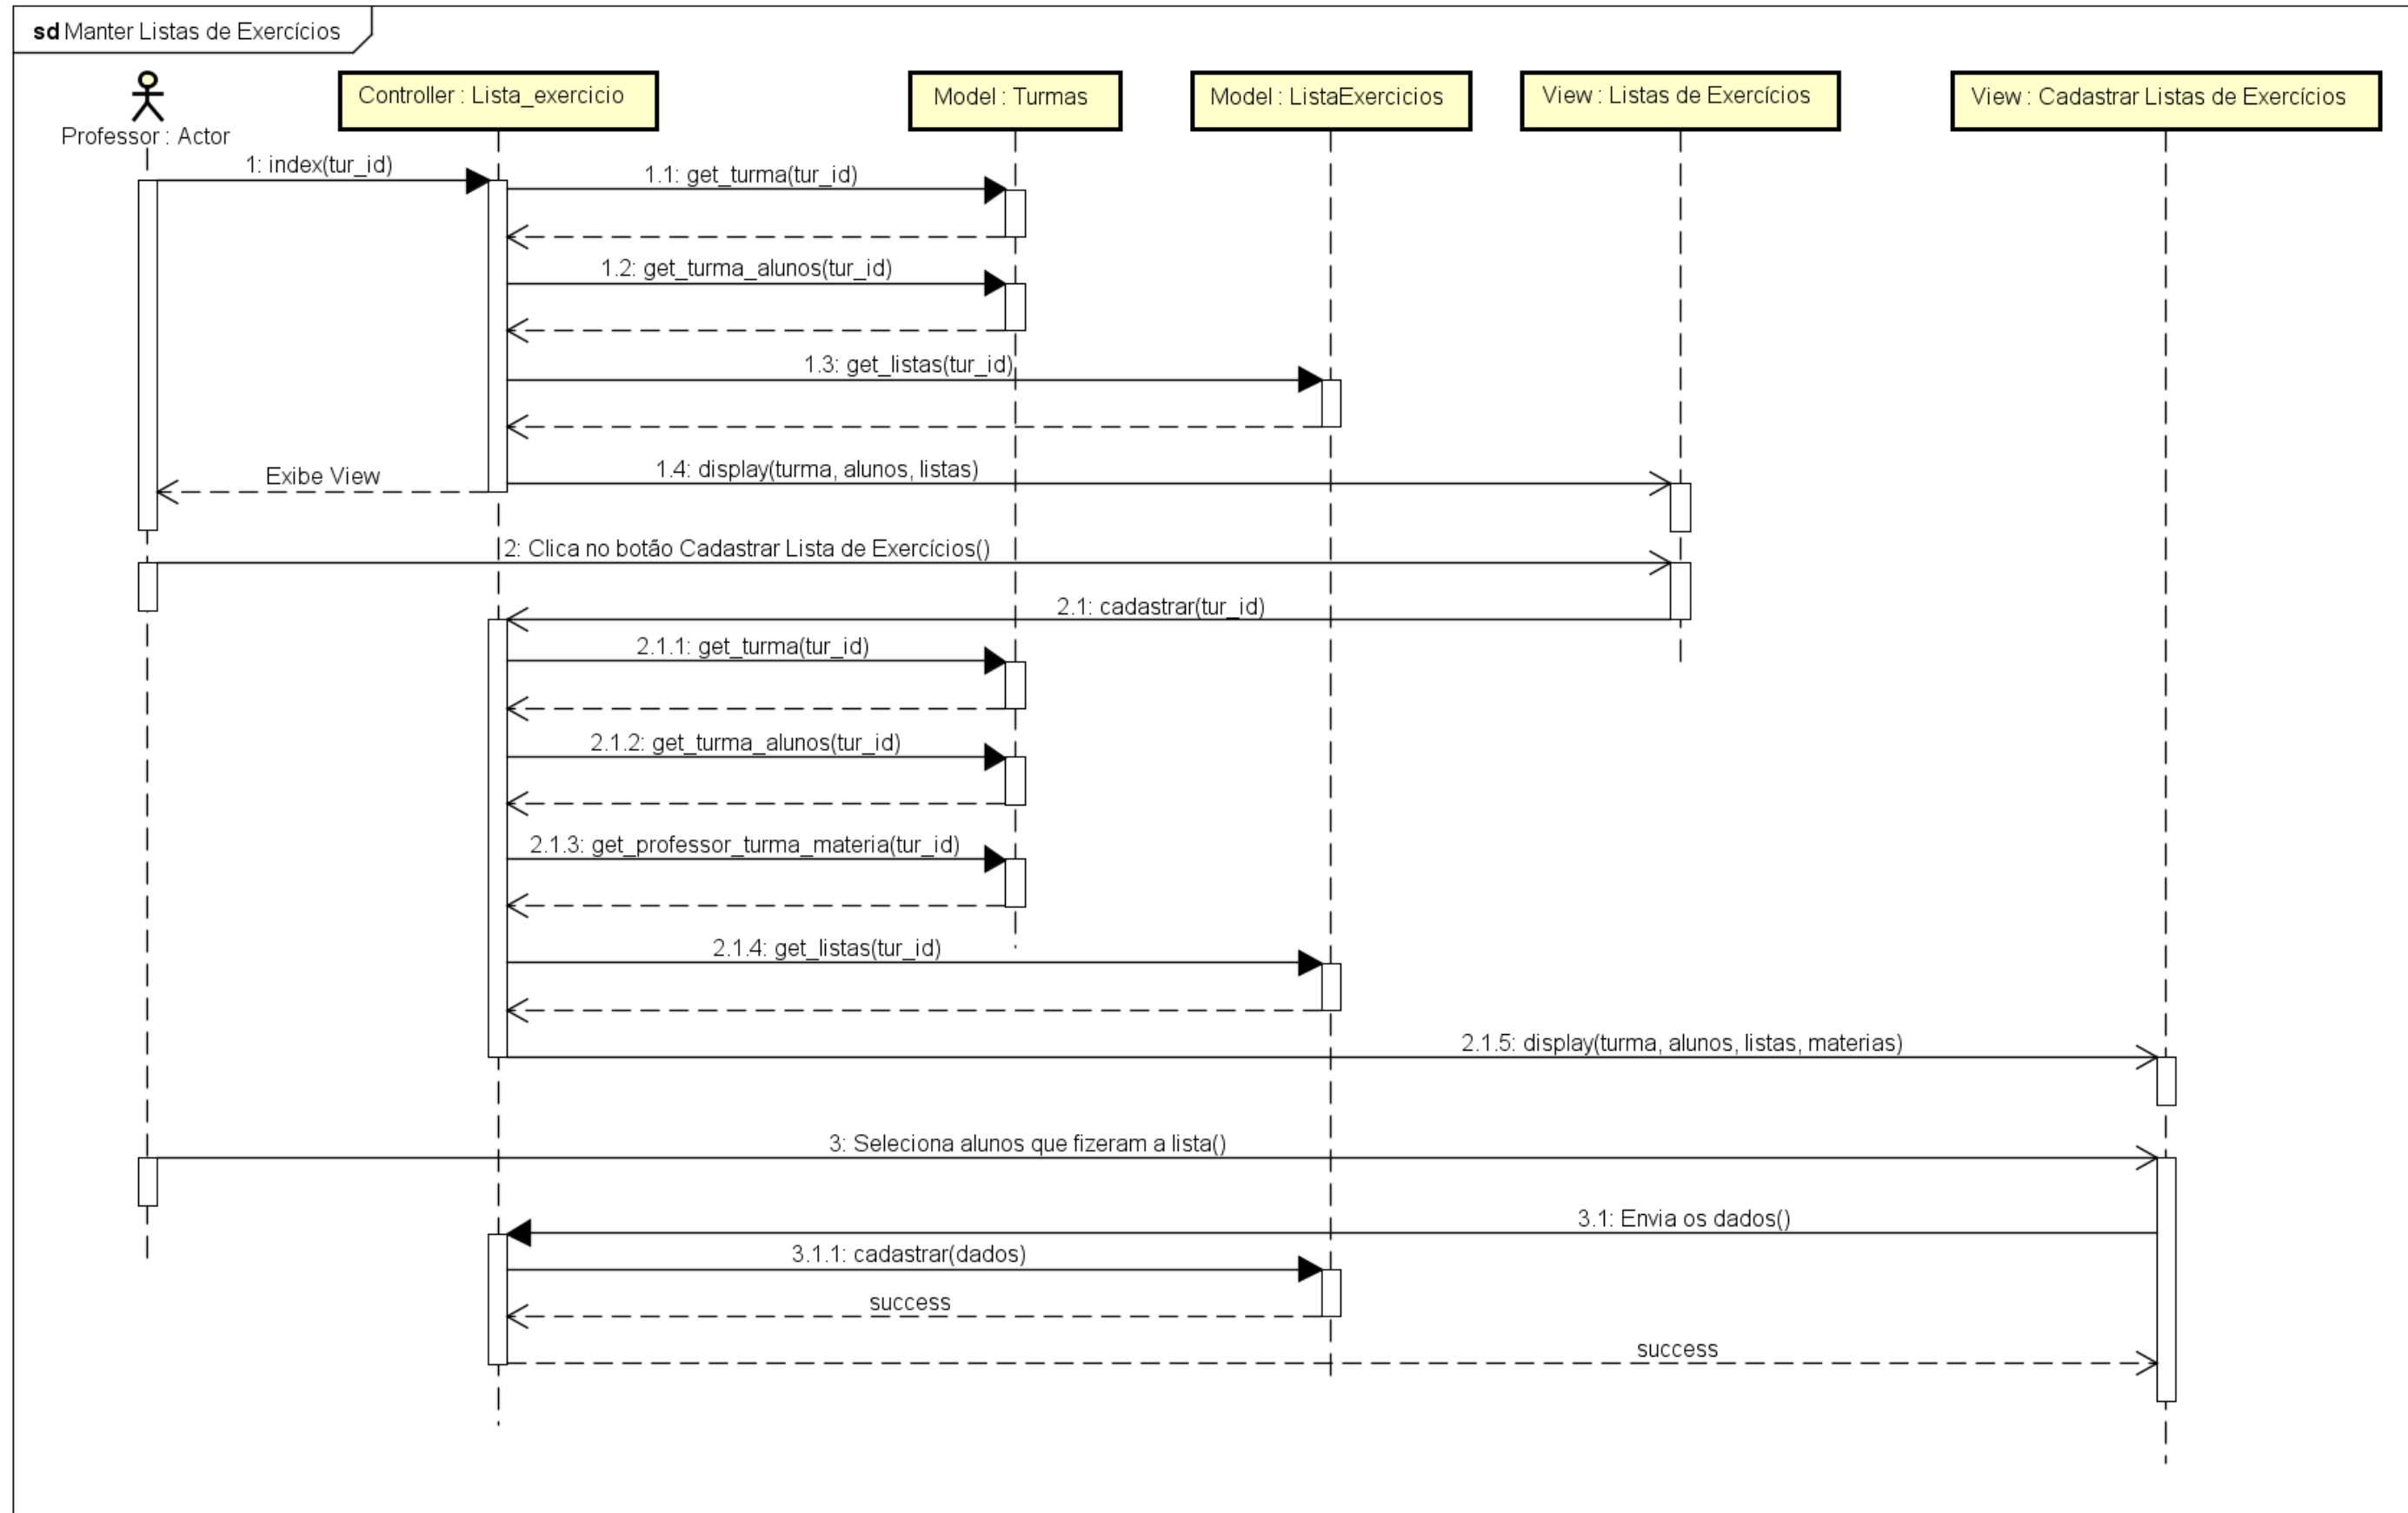 sd Manter Listas de Exercícios
Professor : Actor
Controller : Lista_exercicio
Model : Turmas
Model : ListaExercicios
View : Listas de Exercícios
View : Cadastrar Listas de Exercícios
1: index(tur_id)
1.1: get_turma(tur_id)
1.2: get_turma_alunos(tur_id)
1.3: get_listas(tur_id)
1.4: display(turma, alunos, listas)
Exibe View
2: Clica no botão Cadastrar Lista de Exercícios()
2.1: cadastrar(tur_id)
2.1.1: get_turma(tur_id)
2.1.2: get_turma_alunos(tur_id)
2.1.3: get_professor_turma_materia(tur_id)
2.1.4: get_listas(tur_id)
2.1.5: display(turma, alunos, listas, materias)
3: Seleciona alunos que fizeram a lista()
3.1: Envia os dados()
3.1.1: cadastrar(dados)
success
success